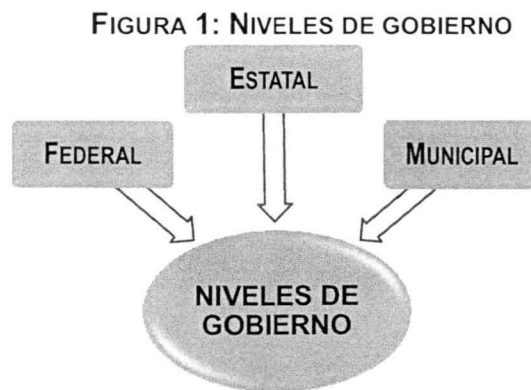 FIGURA 1: NIVELES DE GOBIERNO
ESTATAL
FEDERAL
MUNICIPAL
NIVELES DE
GOBIERNO